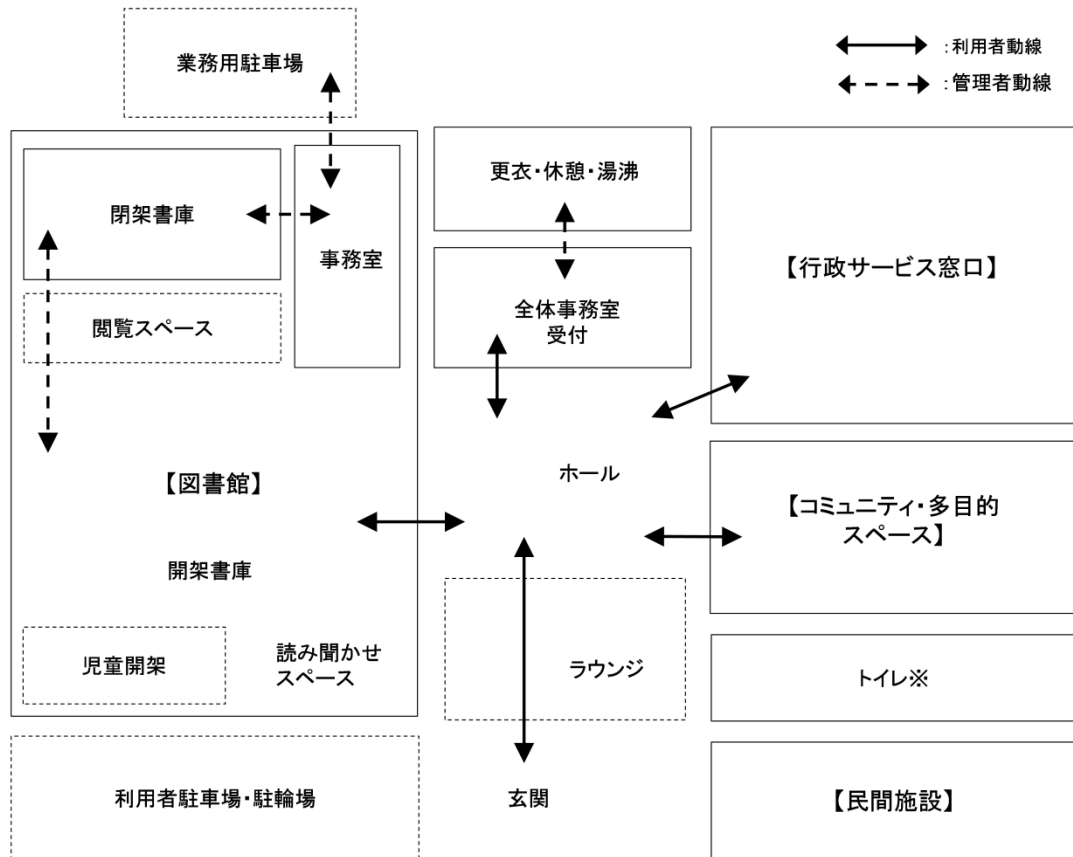 業務用駐車場
:利用者動線
:管理者動線
閉架書庫
事務室
閲覧スペース
【図書館】
開架書庫
児童開架
読み聞かせ
スペース
利用者駐車場・駐輪場
更衣・休憩・湯沸
全体事務室
受付
ホール
ラウンジ
玄関
【行政サービス窓口】
【コミュニティ・多目的
スペース】
トイレ※
【民間施設】